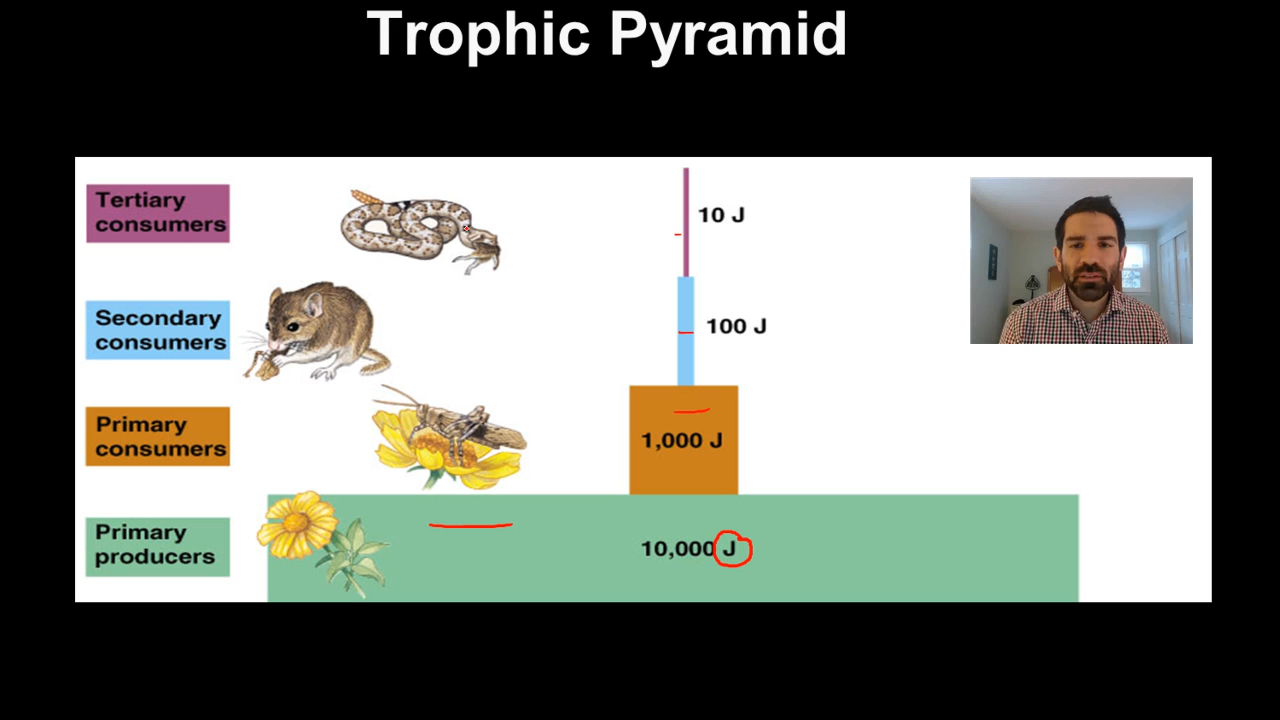 Trophic Pyramid
Tertiary
consumers
10 J
Secondary
consumers
100 J
Primary
consumers
1,000 J
Primary
producers
10,000 J